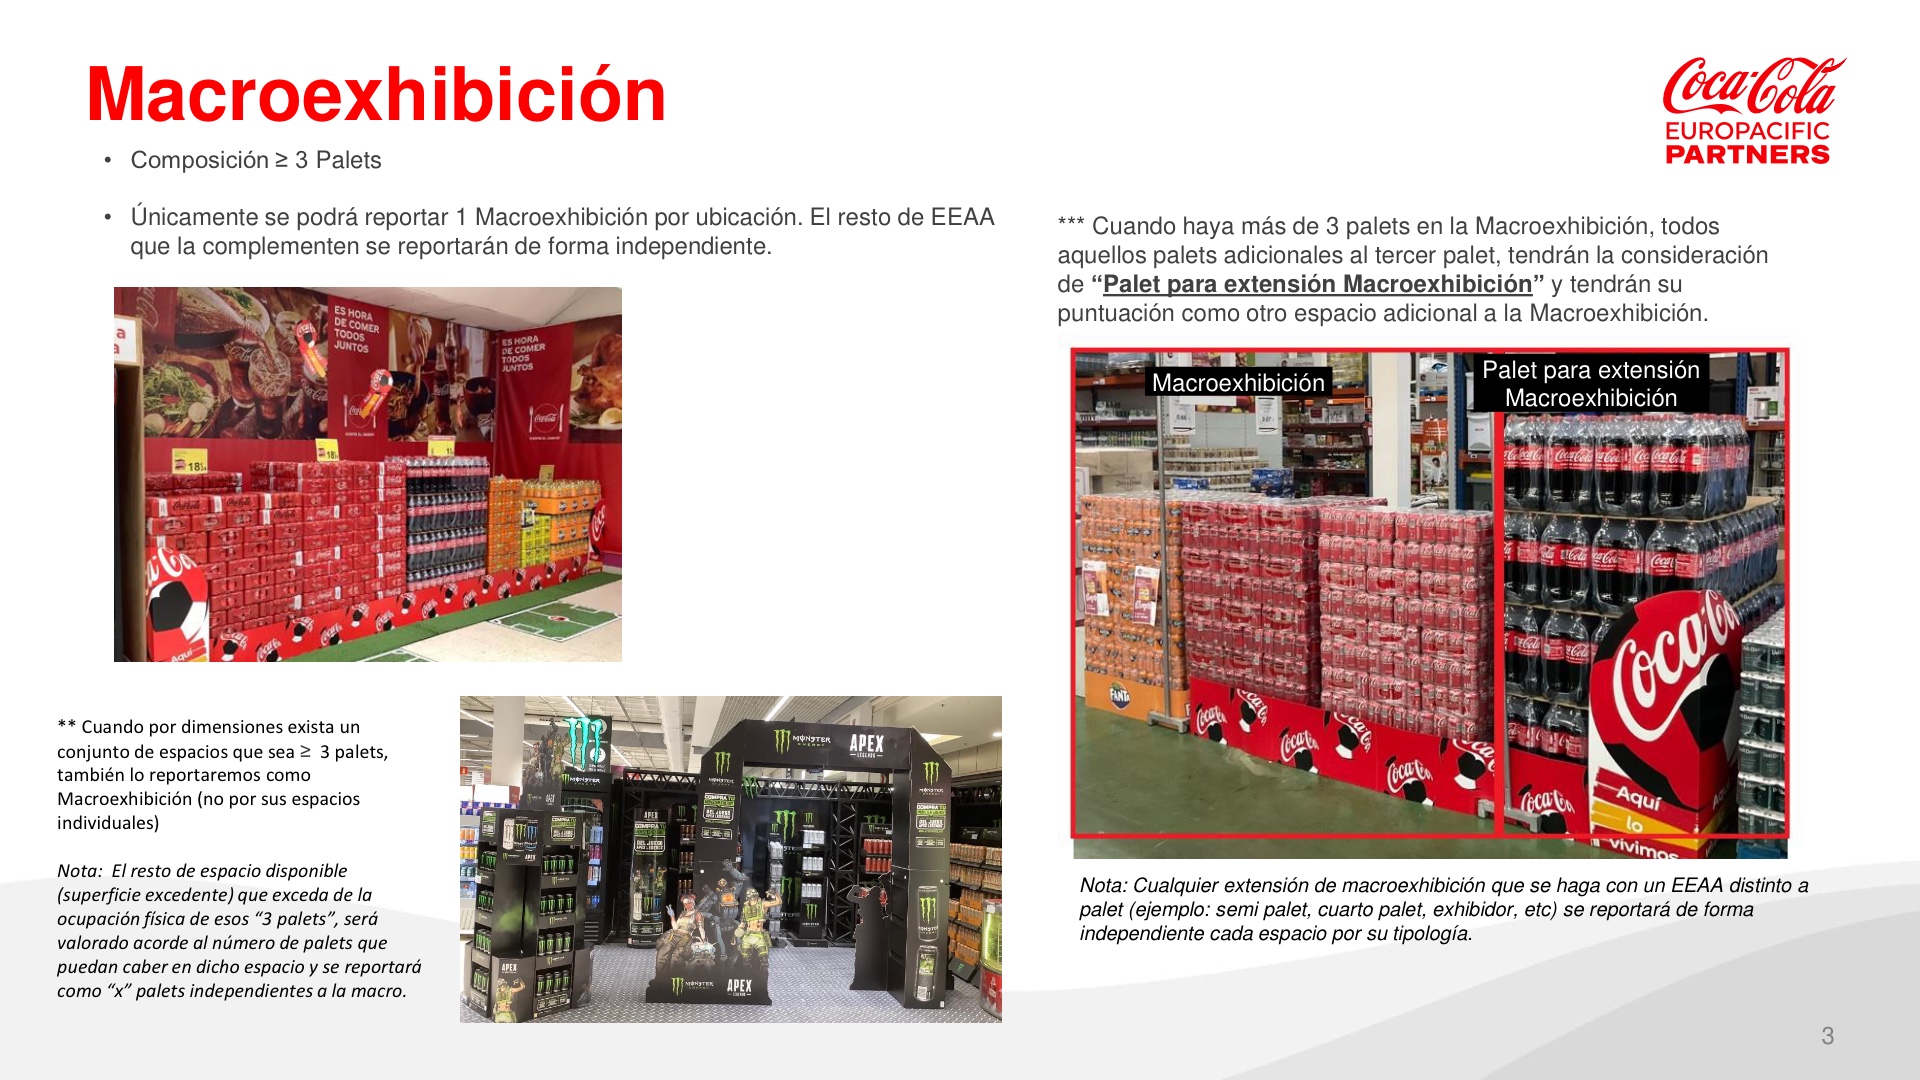 Macroexhibición
Coca-Cola
EUROPACIFIC
PARTNERS
• Composición ≥ 3 Palets
• Únicamente se podrá reportar 1 Macroexhibición por ubicación. El resto de EEAA
que la complementen se reportarán de forma independiente.
*** Cuando haya más de 3 palets en la Macroexhibición, todos
aquellos palets adicionales al tercer palet, tendrán la consideración
de “Palet para extensión Macroexhibición” y tendrán su
puntuación como otro espacio adicional a la Macroexhibición.
ES HORA
DE COMER
TODOS
JUNTOS
ES HORA
DE COMER
TODOS
JUNTOS
Aquí
Macroexhibición
Palet para extensión
Macroexhibición
FANTA
Coca-Cola
Aquí
lo
vivimos
** Cuando por dimensiones exista un
conjunto de espacios que sea ≥ 3 palets,
también lo reportaremos como
Macroexhibición (no por sus espacios
individuales)
Nota: El resto de espacio disponible
(superficie excedente) que exceda de la
ocupación física de esos “3 palets”, será
valorado acorde al número de palets que
puedan caber en dicho espacio y se reportará
como “x” palets independientes a la macro.
MONSTER
ENERGY
APEX
LEGENDS
MONSTER
APEX
Nota: Cualquier extensión de macroexhibición que se haga con un EEAA distinto a
palet (ejemplo: semi palet, cuarto palet, exhibidor, etc) se reportará de forma
independiente cada espacio por su tipología.
3